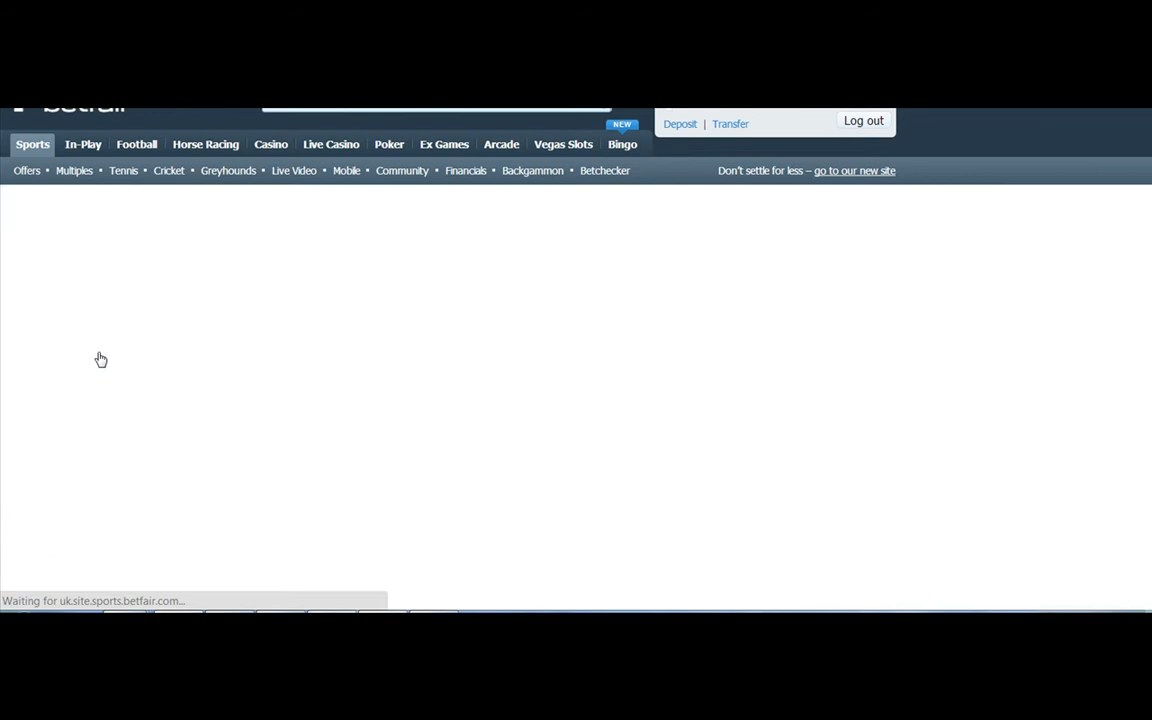 betfair
Deposit | Transfer
Log out
NEW
Sports In-Play Football Horse Racing Casino Live Casino Poker Ex Games Arcade Vegas Slots Bingo
Offers • Multiples • Tennis • Cricket • Greyhounds • Live Video • Mobile • Community • Financials • Backgammon • Betchecker Don't settle for less – go to our new site
Waiting for uk.site.sports.betfair.com...